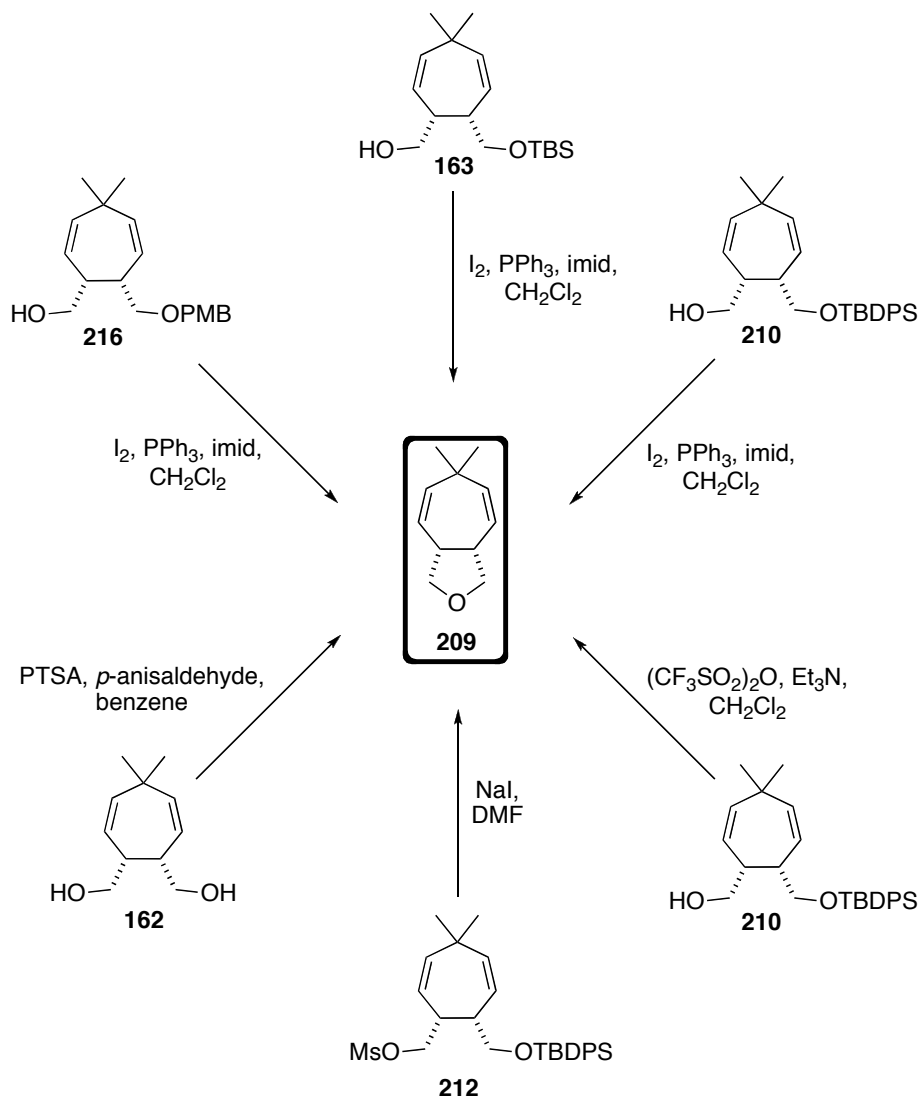 HO
OTBS
163
HO
OPMB
216
I2, PPh3, imid,
CH2Cl2
HO
OTBDPS
210
I2, PPh3, imid,
CH2Cl2
I2, PPh3, imid,
CH2Cl2
O
209
PTSA, p-anisaldehyde,
benzene
(CF3SO2)2O, Et3N,
CH2Cl2
NaI,
DMF
HO
OH
162
HO
OTBDPS
210
MsO
OTBDPS
212